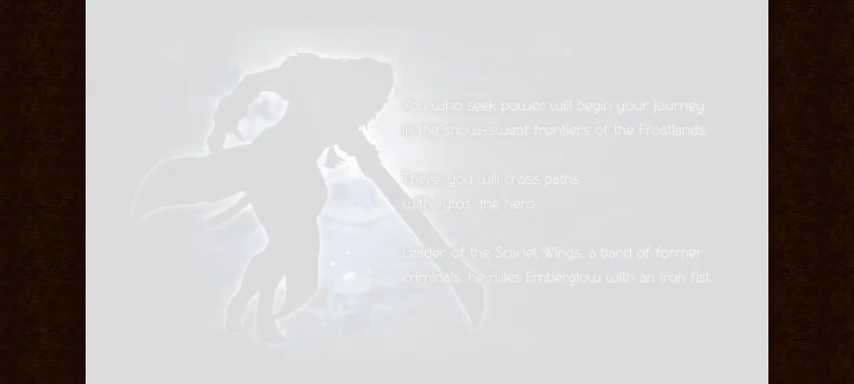 You who seek power will begin your journey
in the snow-swept frontiers of the Frostlands.
There, you will cross paths
with Tytos, the hero.
Leader of the Scarlet Wings, a band of former
criminals, he rules Emberglow with an iron fist.